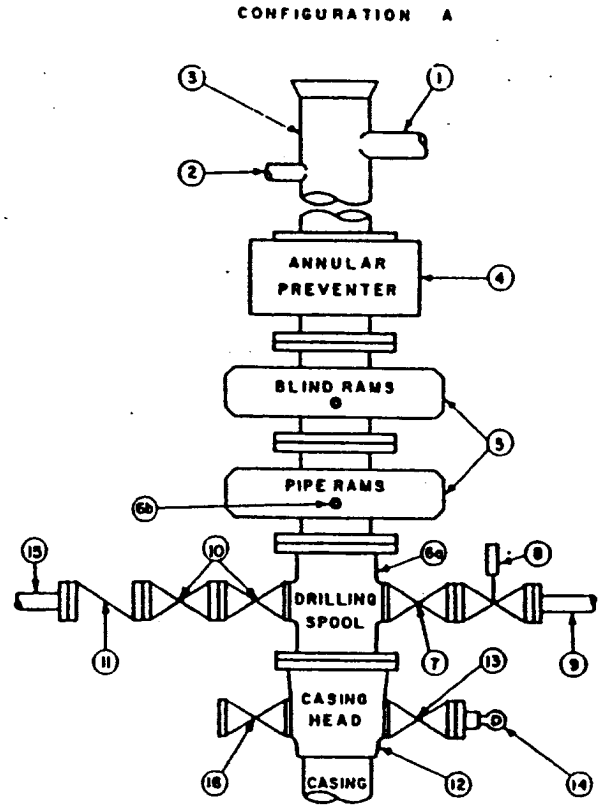 CONFIGURATION A
3
1
2
ANNULAR
PREVENTER
4
BLIND RAMS
5
PIPE RAMS
6b
15
10
6a
8
DRILLING
SPOOL
11
7
9
13
CASING
HEAD
D
16
12
14
CASING